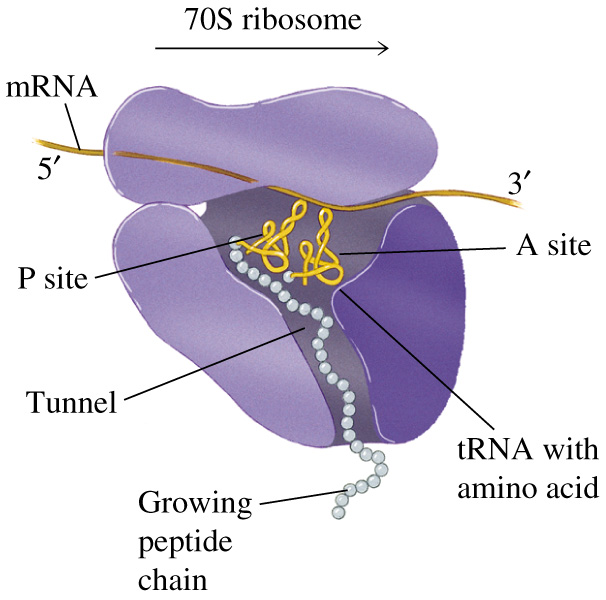 70S ribosome
mRNA
5′
3′
A site
P site
Tunnel
tRNA with
amino acid
Growing
peptide
chain